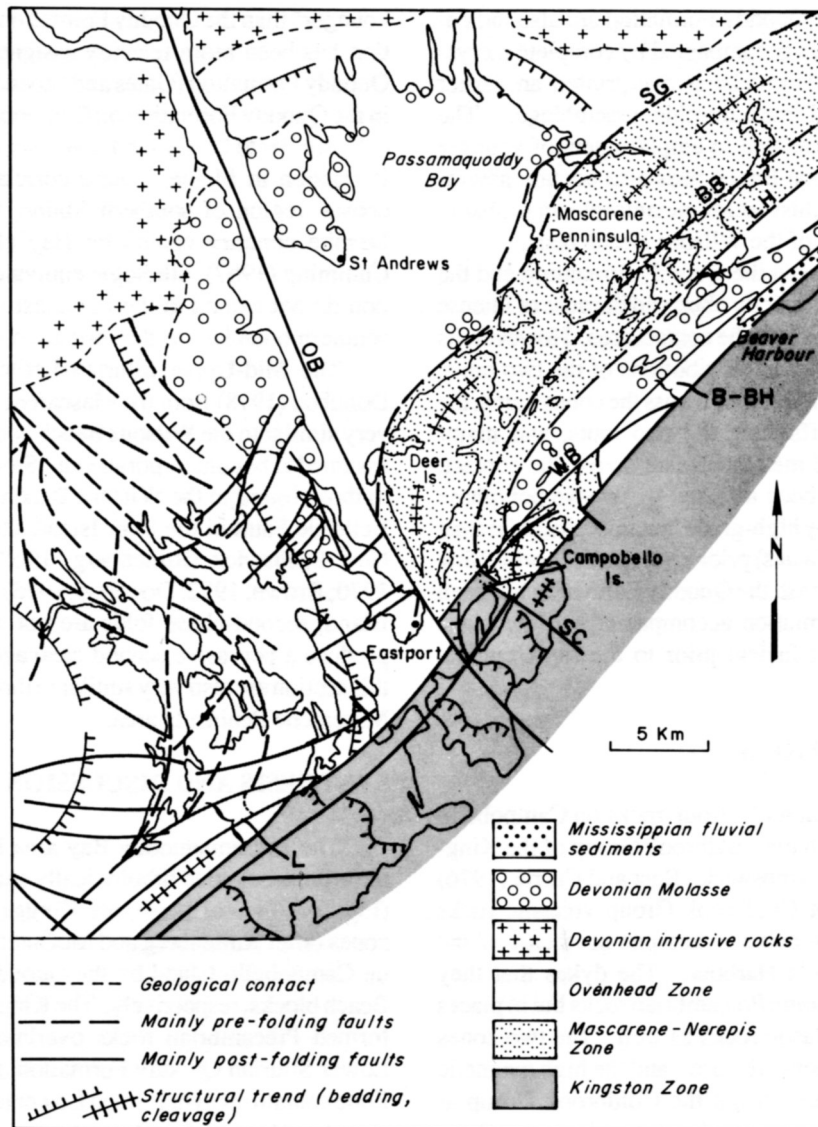 SG
Passamaquoddy
Bay
BB
Mascarene
Penninsula
LH
St Andrews
OB
Beaver
Harbour
B-BH
Deer
Is.
WB
N
Campobello
Is.
SC
Eastport
5 Km
L
Mississippian fluvial
sediments
Devonian Molasse
Devonian intrusive rocks
Ovenhead Zone
Mascarene-Nerepis
Zone
Kingston Zone
Geological contact
Mainly pre-folding faults
Mainly post-folding faults
Structural trend (bedding,
cleavage)